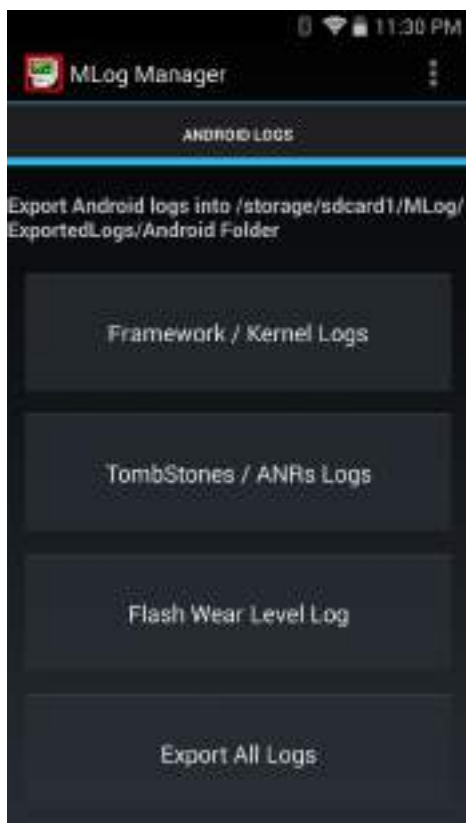 11:30 PM
MLog Manager
ANDROID LOGS
Export Android logs into /storage/sdcard1/MLog/
ExportedLogs/Android Folder
Framework / Kernel Logs
TombStones / ANRs Logs
Flash Wear Level Log
Export All Logs